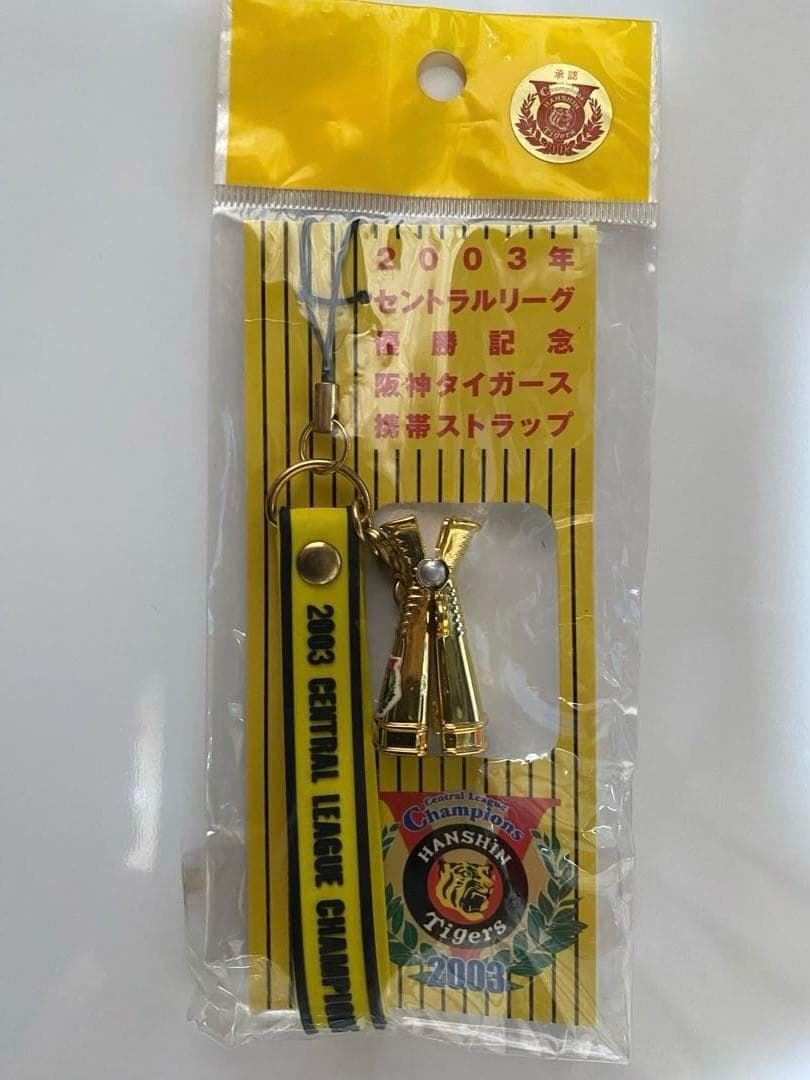 承認
Champions
HANSHIN
Tigers
2003
2003年
セントラルリーグ
優勝記念
阪神タイガース
携帯ストラップ
2003 CENTRAL LEAGUE CHAMPION
Central League
Champions
HANSHIN
Tigers
2003